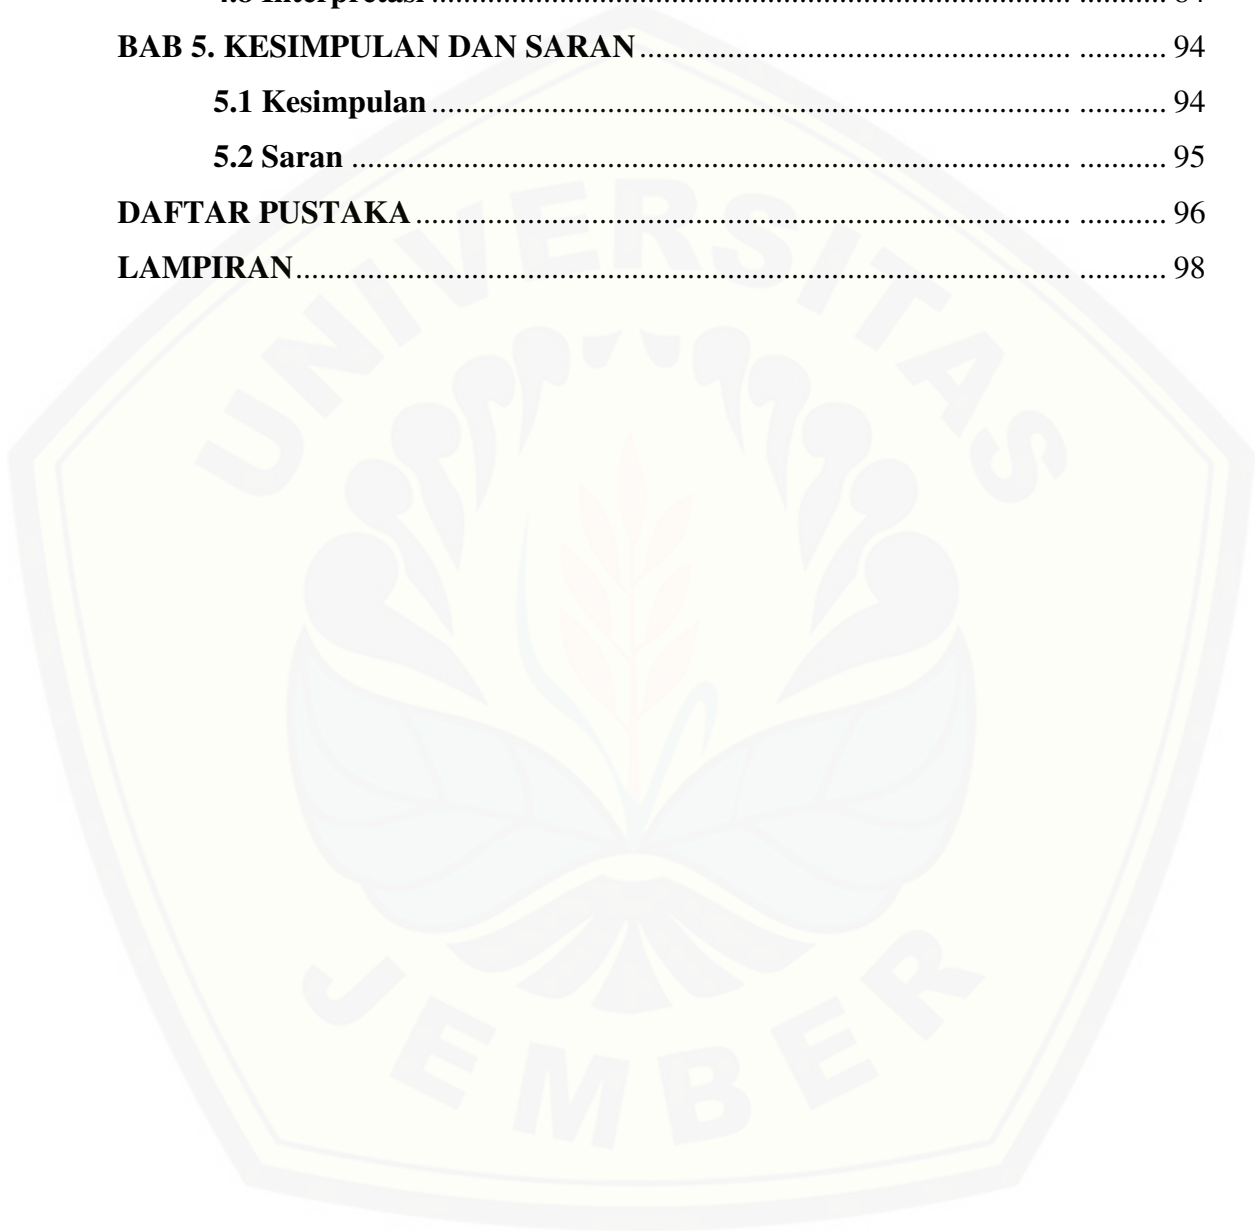 BAB 5. KESIMPULAN DAN SARAN ........ 94
5.1 Kesimpulan ........ 94
5.2 Saran ........ 95
DAFTAR PUSTAKA ........ 96
LAMPIRAN ........ 98
UNIVERSITAS
JEMBER